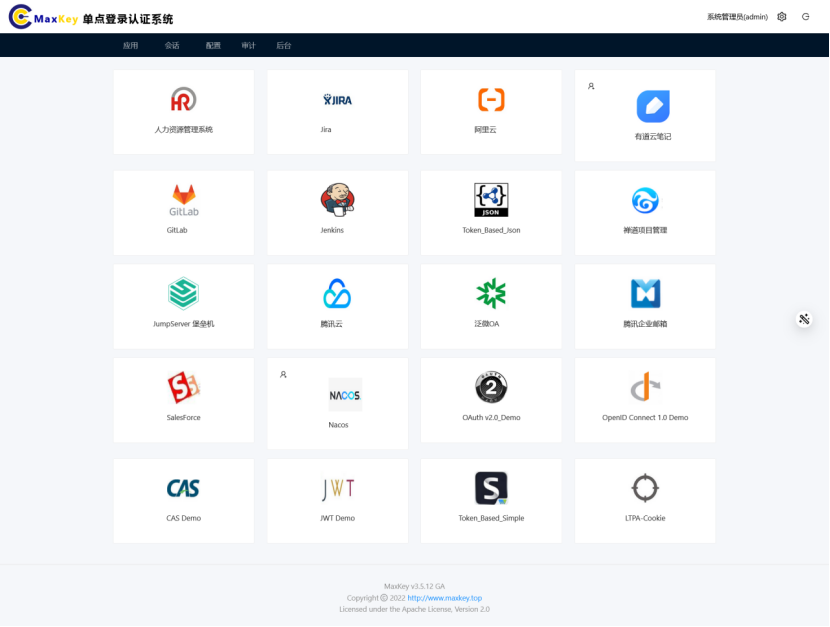 MaxKey 单点登录认证系统
系统管理员(admin)
应用 会话 配置 审计 后台
HR
人力资源管理系统
JIRA
Jira
阿里云
有道云笔记
GitLab
GitLab
Jenkins
JSON
Token_Based_Json
禅道项目管理
JumpServer 堡垒机
腾讯云
泛微OA
腾讯企业邮箱
SalesForce
NACOS.
Nacos
2
OAuth v2.0_Demo
OpenID Connect 1.0 Demo
CAS
CAS Demo
JWT
JWT Demo
S
Token_Based_Simple
LTPA-Cookie
MaxKey v3.5.12 GA
Copyright © 2022 http://www.maxkey.top
Licensed under the Apache License, Version 2.0